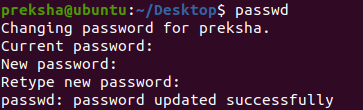 preksha@ubuntu:~/Desktop$ passwd
Changing password for preksha.
Current password:
New password:
Retype new password:
passwd: password updated successfully